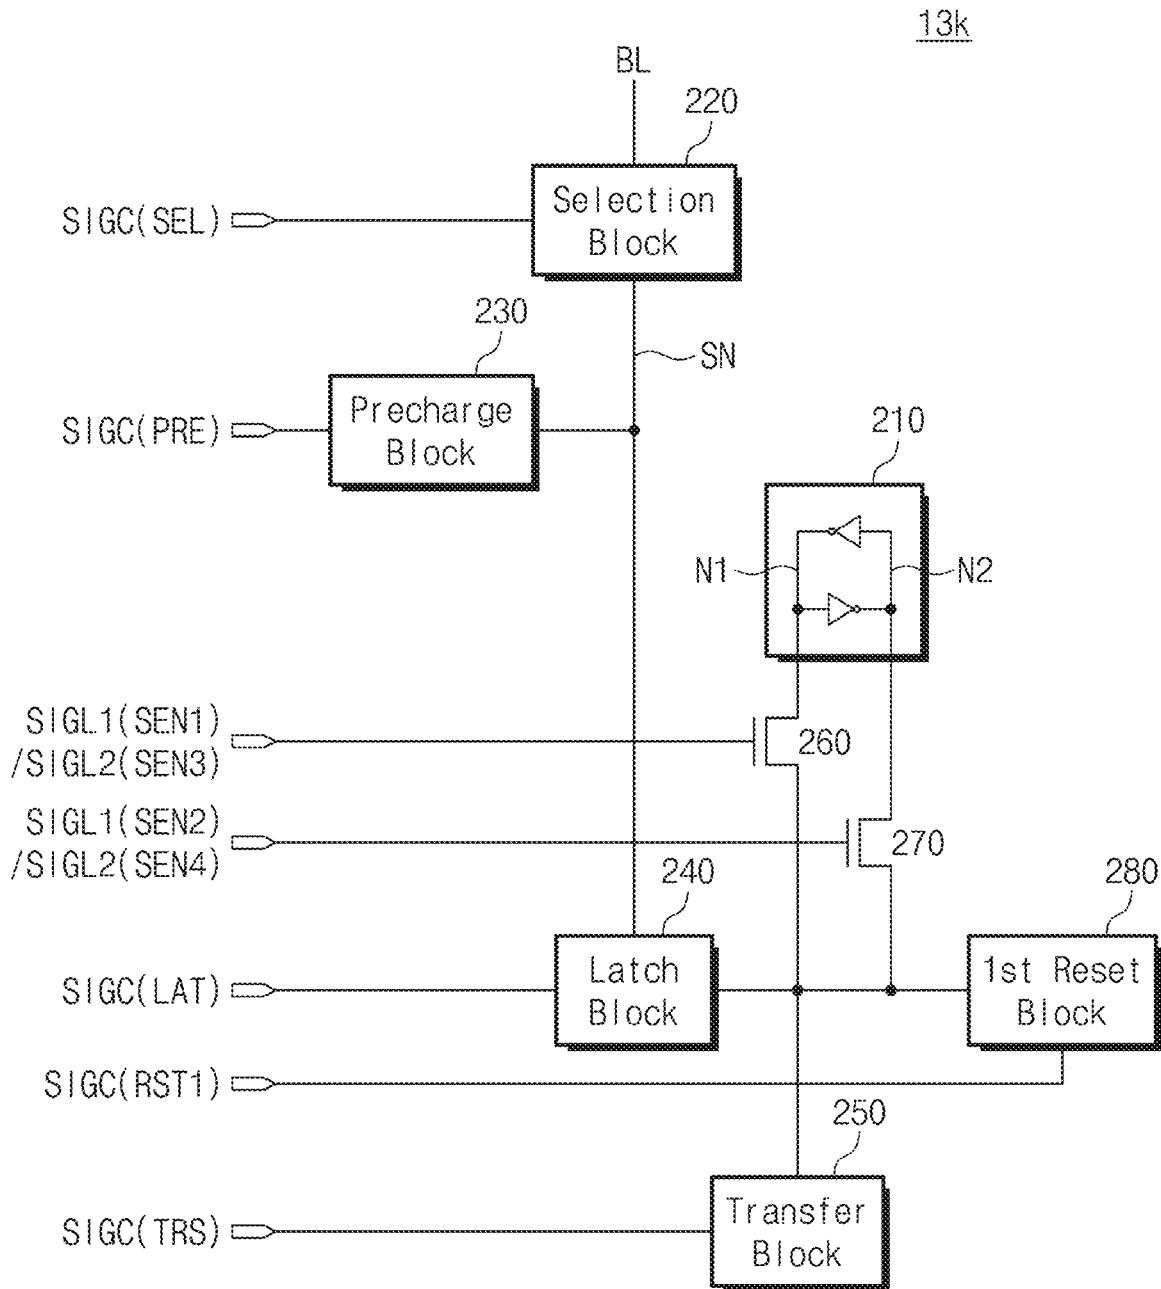 13k
BL
220
Selection
Block
SIGC(SEL)
230
SN
Precharge
Block
SIGC(PRE)
210
N1
N2
SIGL1(SEN1)
/SIGL2(SEN3)
260
SIGL1(SEN2)
/SIGL2(SEN4)
270
240
280
Latch
Block
SIGC(LAT)
1st Reset
Block
SIGC(RST1)
250
Transfer
Block
SIGC(TRS)